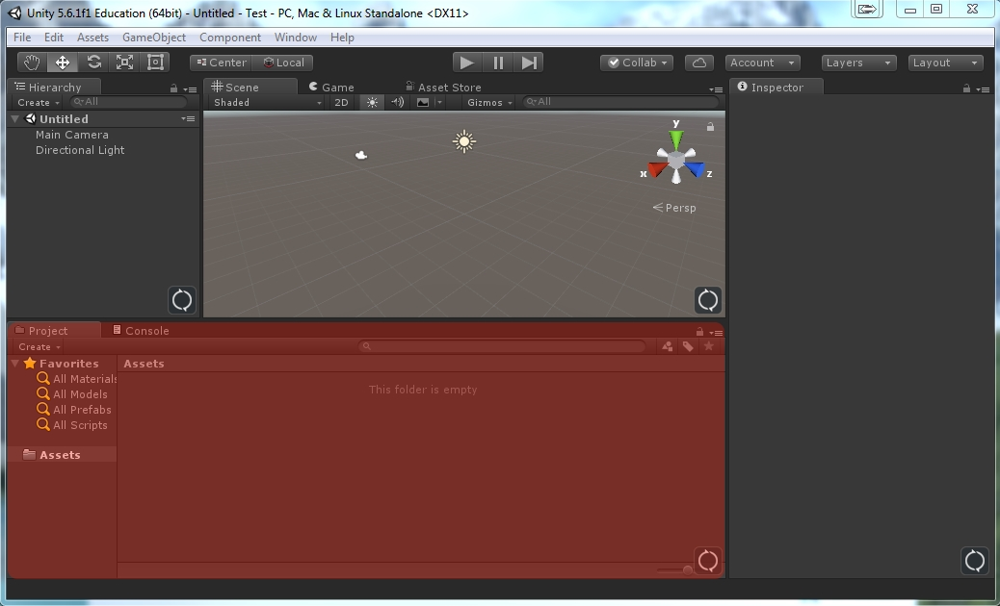 Unity 5.6.1f1 Education (64bit) - Untitled - Test - PC, Mac & Linux Standalone <DX11>
File Edit Assets GameObject Component Window Help
Center Local Collab Account Layers Layout
Hierarchy
Create All
Untitled
Main Camera
Directional Light
Scene Game Asset Store
Shaded 2D Gizmos All
y
x z
Persp
Inspector
Project Console
Create
Favorites
All Materials
All Models
All Prefabs
All Scripts
Assets
Assets
This folder is empty